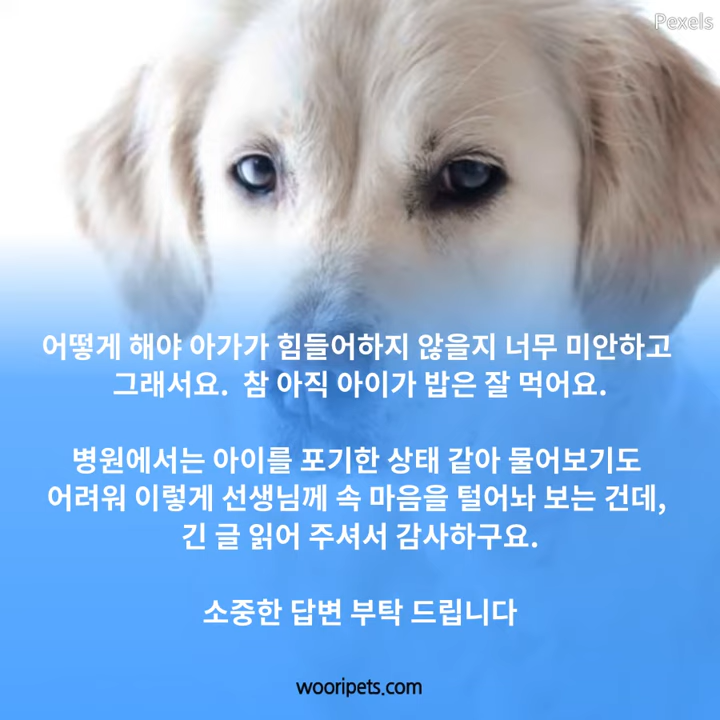 Pexels
어떻게 해야 아가가 힘들어하지 않을지 너무 미안하고
그래서요.  참 아직 아이가 밥은 잘 먹어요.
병원에서는 아이를 포기한 상태 같아 물어보기도
어려워 이렇게 선생님께 속 마음을 털어놔 보는 건데,
긴 글 읽어 주셔서 감사하구요.
소중한 답변 부탁 드립니다
wooripets.com